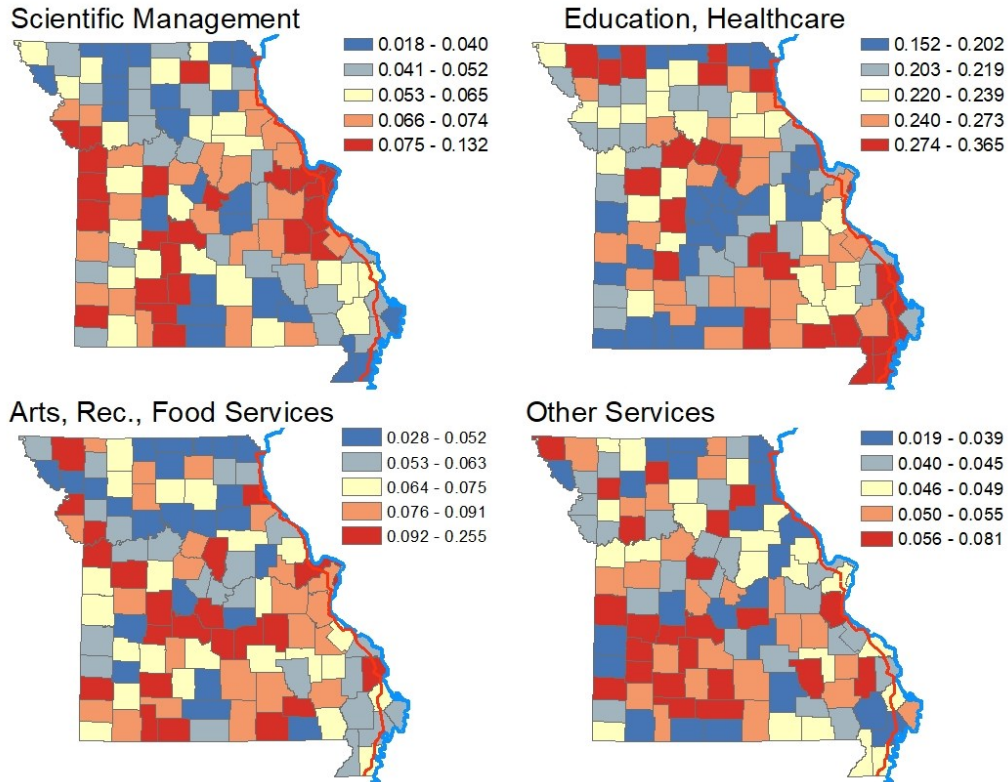 Scientific Management
0.018 - 0.040
0.041 - 0.052
0.053 - 0.065
0.066 - 0.074
0.075 - 0.132
Education, Healthcare
0.152 - 0.202
0.203 - 0.219
0.220 - 0.239
0.240 - 0.273
0.274 - 0.365
Arts, Rec., Food Services
0.028 - 0.052
0.053 - 0.063
0.064 - 0.075
0.076 - 0.091
0.092 - 0.255
Other Services
0.019 - 0.039
0.040 - 0.045
0.046 - 0.049
0.050 - 0.055
0.056 - 0.081